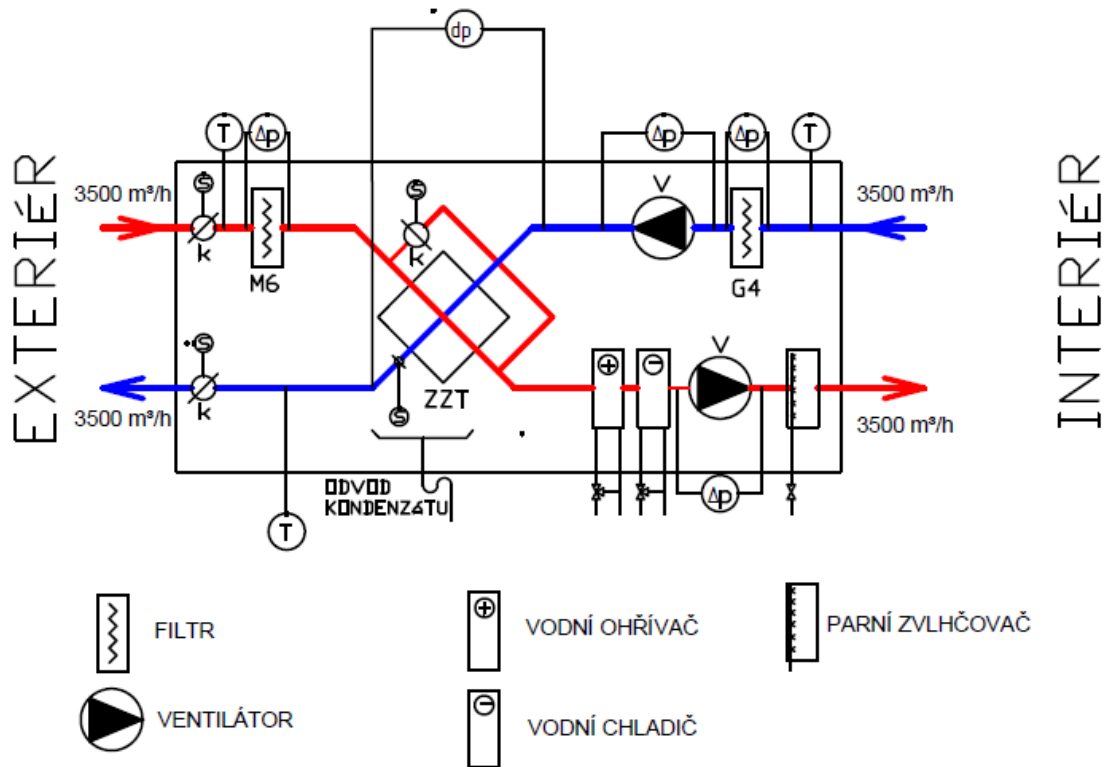 dp
T
Δp
Δp
Δp
T
EXTERIÉR
INTERIÉR
3500 m³/h
3500 m³/h
S
S
V
k
k
M6
G4
S
V
+
-
k
ZZT
S
3500 m³/h
3500 m³/h
ODVOD
KONDENZáTU
Δp
T
FILTR
VODNÍ OHŘÍVAČ
PARNÍ ZVLHČOVAČ
VENTILÁTOR
VODNÍ CHLADIČ